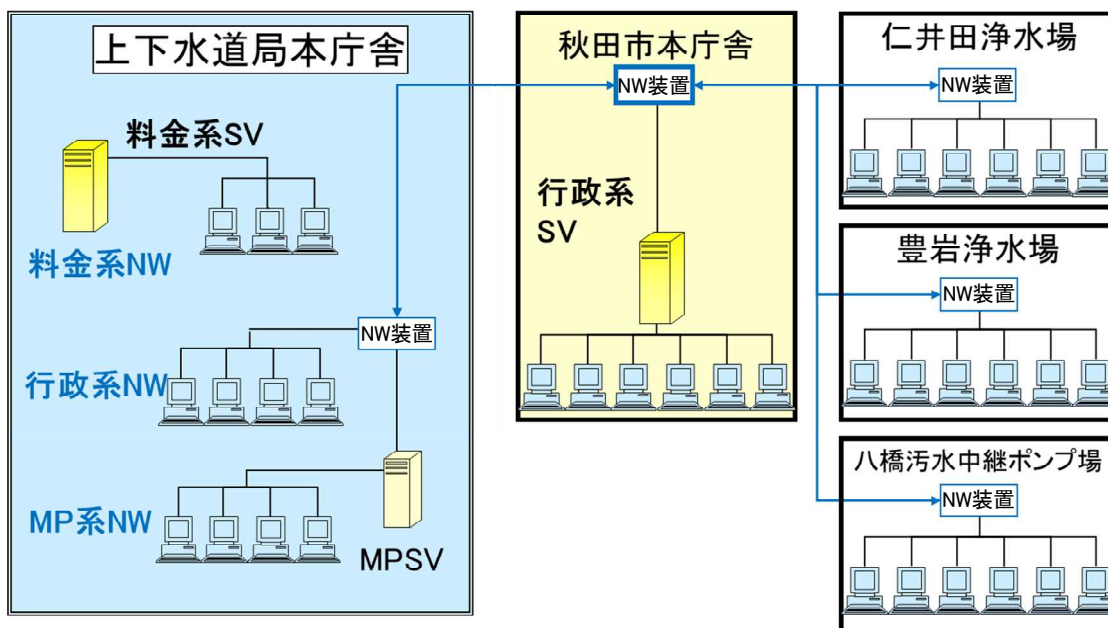 上下水道局本庁舎
料金系SV
料金系NW
NW装置
行政系NW
MP系NW
MPSV
秋田市本庁舎
NW装置
行政系
SV
仁井田浄水場
NW装置
豊岩浄水場
NW装置
八橋汚水中継ポンプ場
NW装置